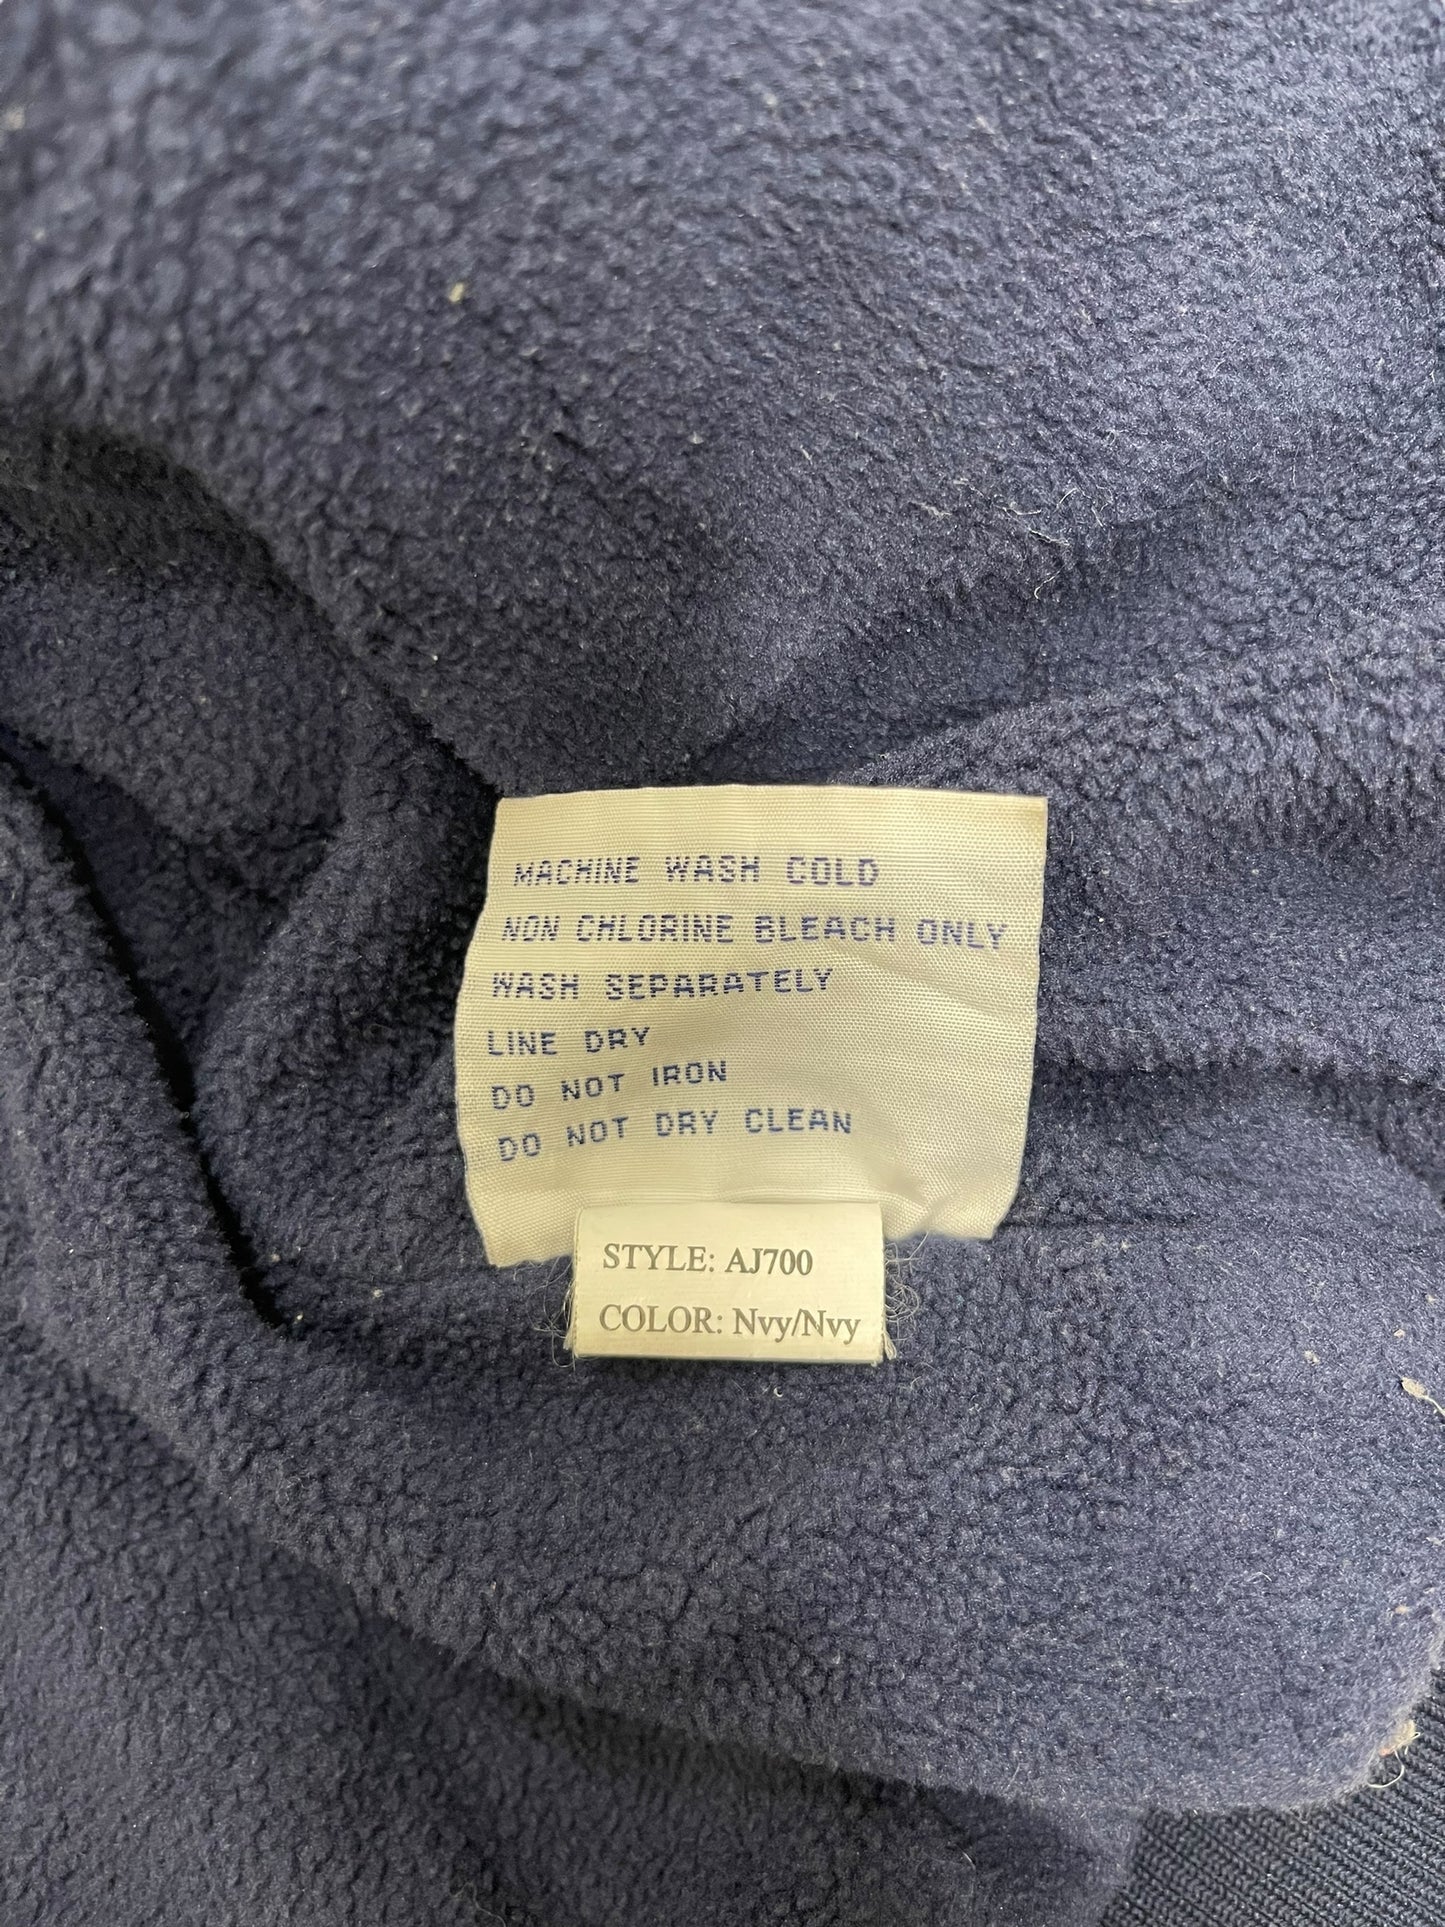 MACHINE WASH COLD
NON CHLORINE BLEACH ONLY
WASH SEPARATELY
LINE DRY
DO NOT IRON
DO NOT DRY CLEAN
STYLE: AJ700
COLOR: Nvy/Nvy